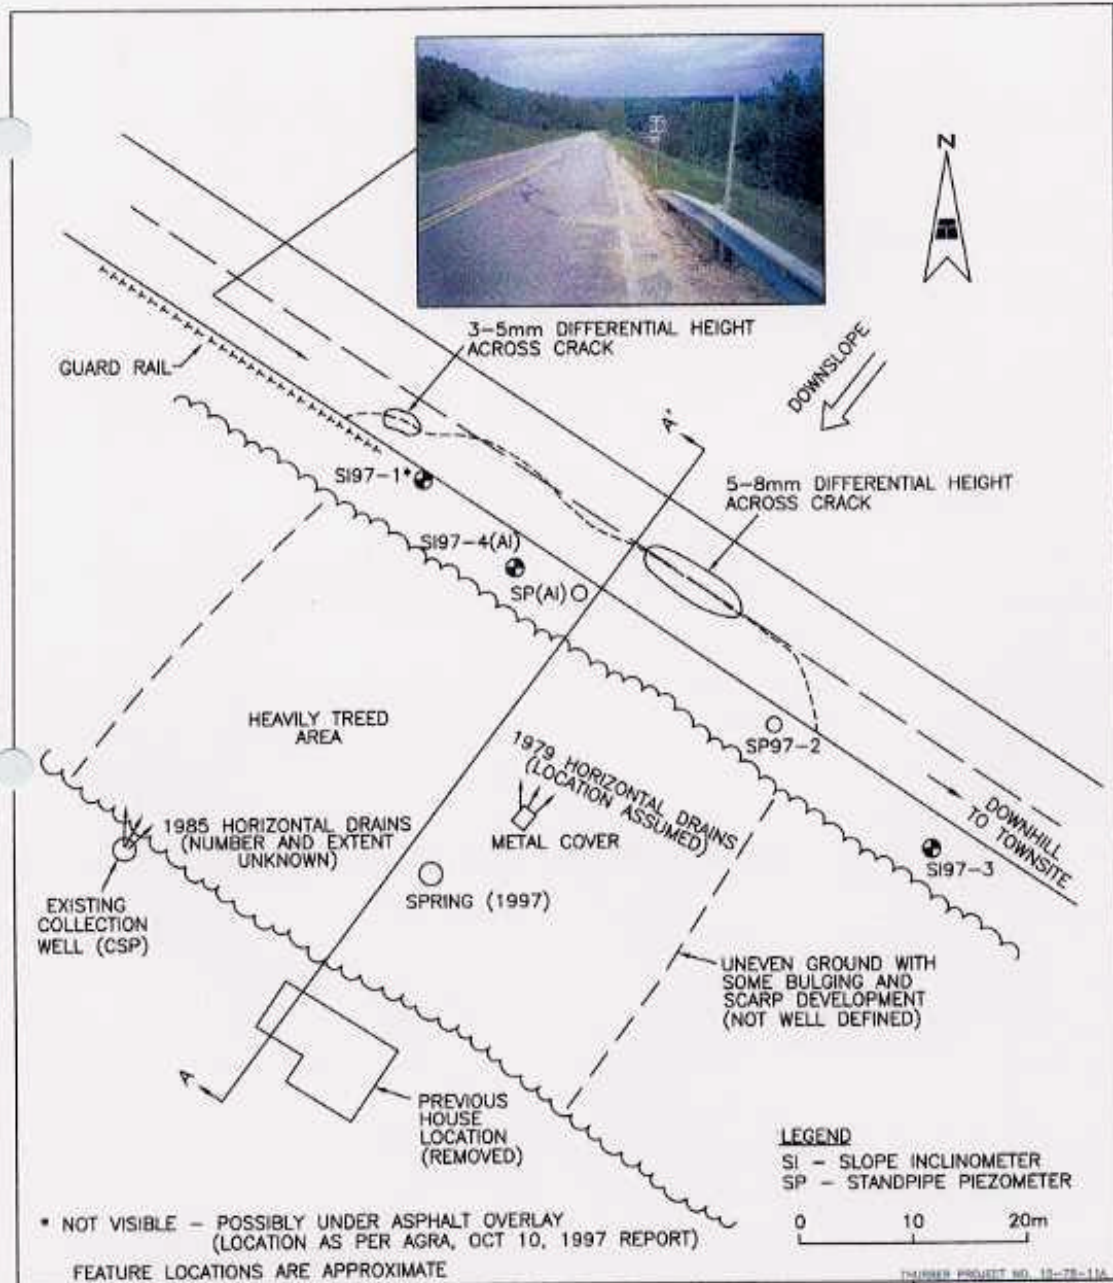 N
3-5mm DIFFERENTIAL HEIGHT
ACROSS CRACK
GUARD RAIL
DOWNSLOPE
A'
SI97-1*
5-8mm DIFFERENTIAL HEIGHT
ACROSS CRACK
SI97-4(AI)
SP(AI)
HEAVILY TREED
AREA
SP97-2
1979 HORIZONTAL DRAINS
(LOCATION ASSUMED)
METAL COVER
1985 HORIZONTAL DRAINS
(NUMBER AND EXTENT
UNKNOWN)
DOWNHILL
TO TOWNSITE
SI97-3
SPRING (1997)
EXISTING
COLLECTION
WELL (CSP)
UNEVEN GROUND WITH
SOME BULGING AND
SCARP DEVELOPMENT
(NOT WELL DEFINED)
A
PREVIOUS
HOUSE
LOCATION
(REMOVED)
LEGEND
SI - SLOPE INCLINOMETER
SP - STANDPIPE PIEZOMETER
0 10 20m
* NOT VISIBLE - POSSIBLY UNDER ASPHALT OVERLAY
(LOCATION AS PER AGRA, OCT 10, 1997 REPORT)
FEATURE LOCATIONS ARE APPROXIMATE
THURBER PROJECT NO.